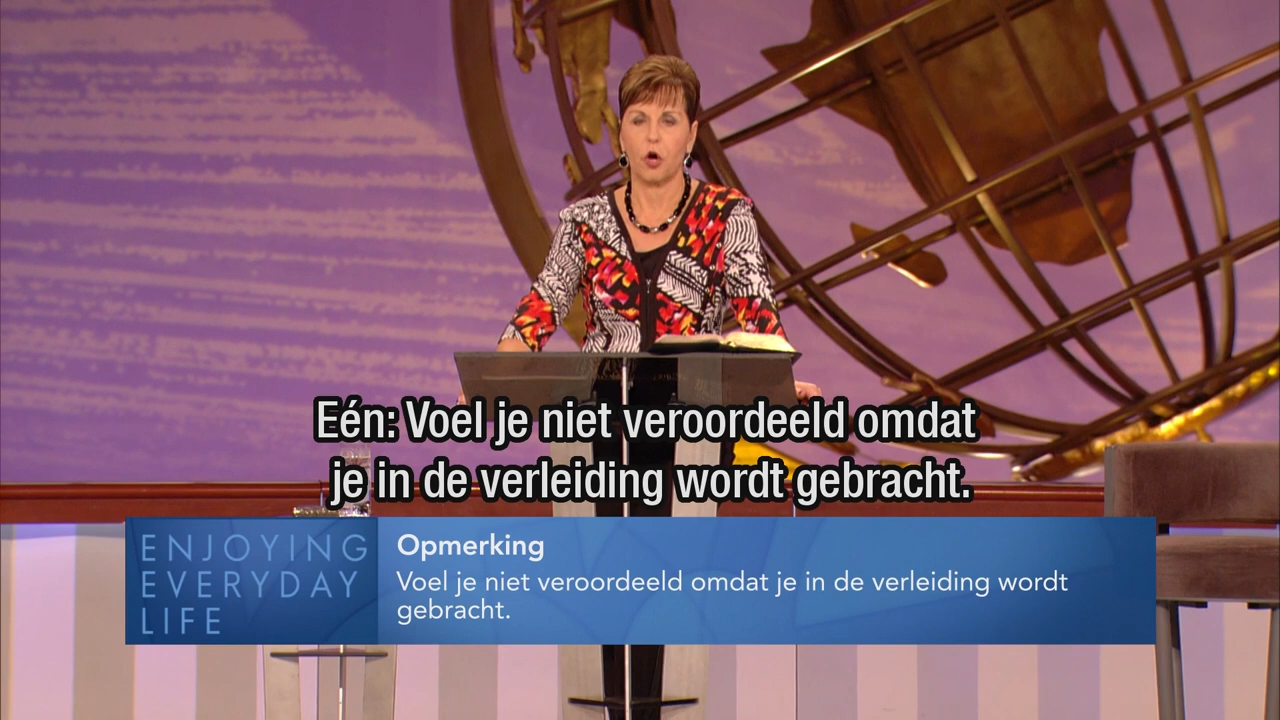 Eén: Voel je niet veroordeeld omdat
je in de verleiding wordt gebracht.
ENJOYING
EVERYDAY
LIFE
Opmerking
Voel je niet veroordeeld omdat je in de verleiding wordt
gebracht.